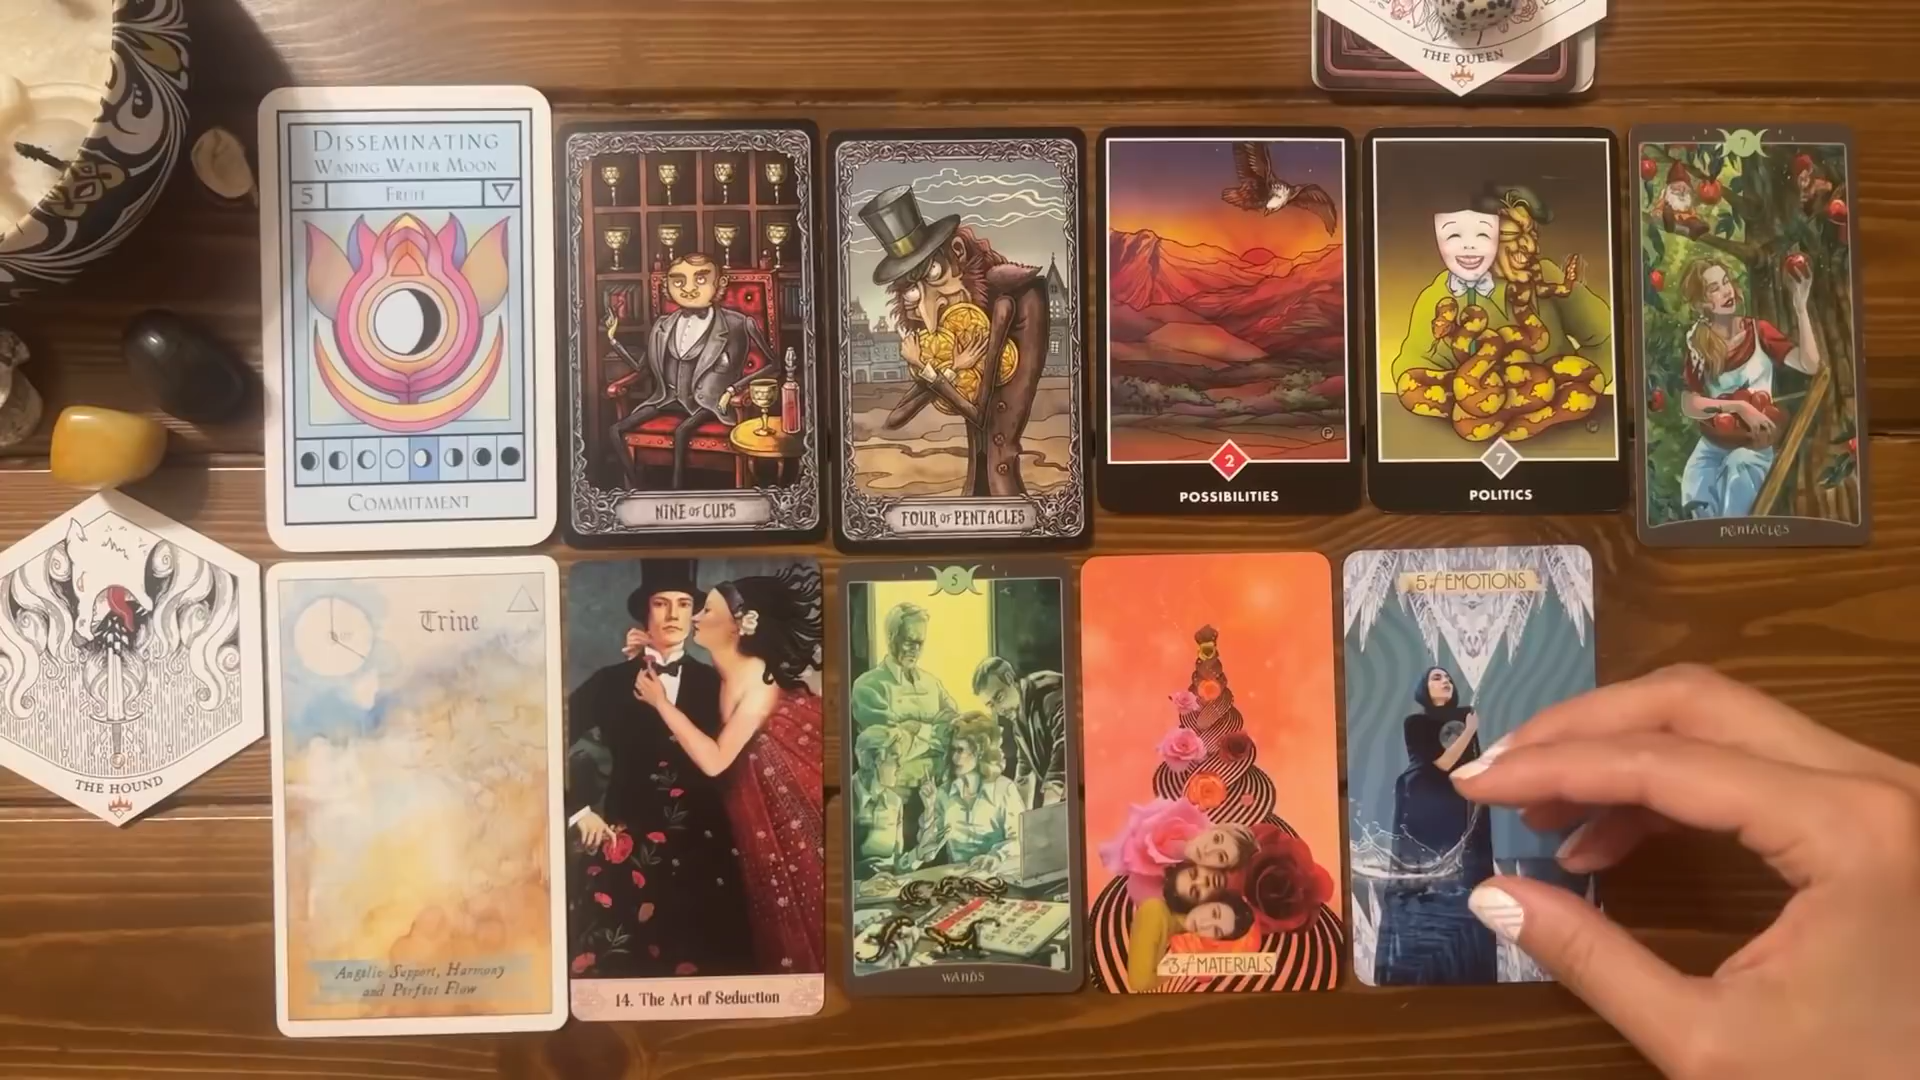 THE QUEEN
DISSEMINATING
WANING WATER MOON
5 FRUIT
COMMITMENT
NINE OF CUPS
FOUR OF PENTACLES
2
POSSIBILITIES
7
POLITICS
7
PENTACLES
THE HOUND
Trine
Angelic Support, Harmony
and Perfect Flow
14. The Art of Seduction
5
WANDS
3 of MATERIALS
5 of EMOTIONS